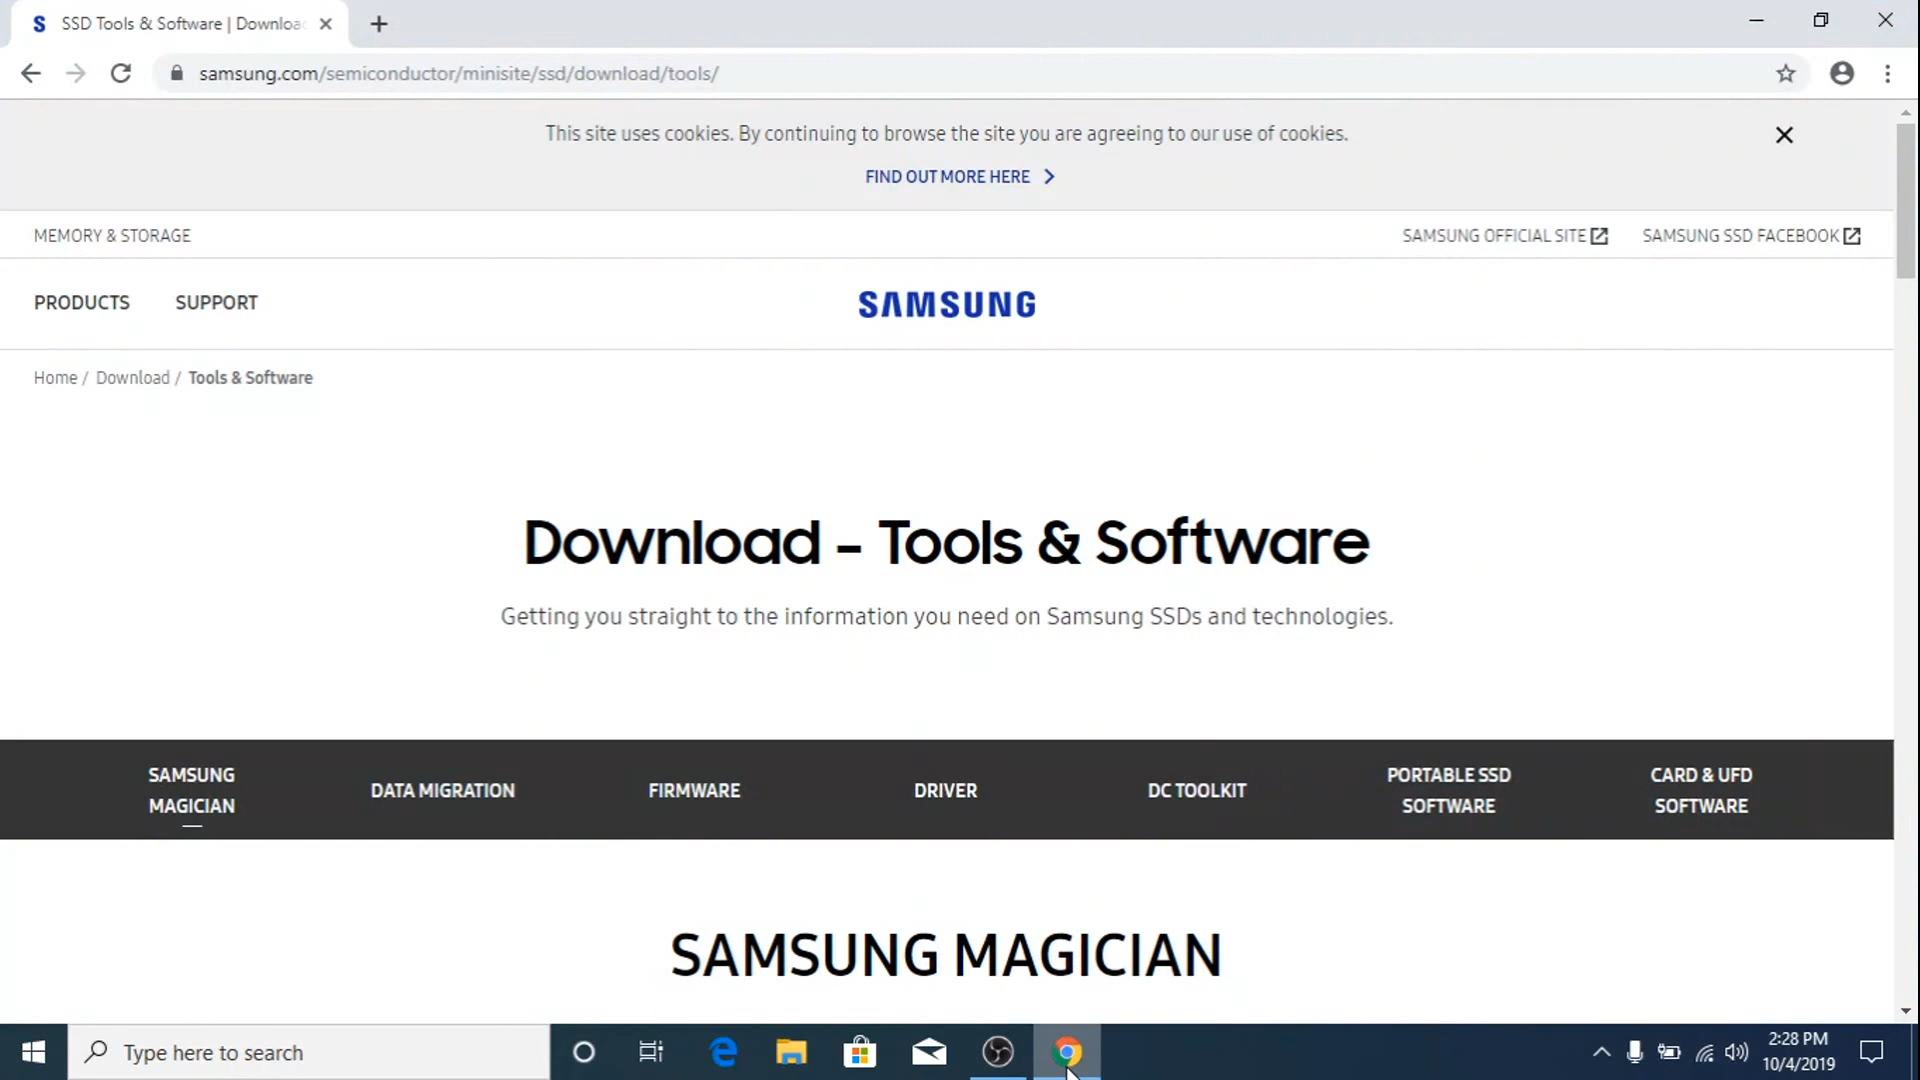 S SSD Tools & Software | Downloa
samsung.com/semiconductor/minisite/ssd/download/tools/
This site uses cookies. By continuing to browse the site you are agreeing to our use of cookies.
FIND OUT MORE HERE
MEMORY & STORAGE
SAMSUNG OFFICIAL SITE
SAMSUNG SSD FACEBOOK
PRODUCTS
SUPPORT
SAMSUNG
Home / Download / Tools & Software
Download – Tools & Software
Getting you straight to the information you need on Samsung SSDs and technologies.
SAMSUNG
MAGICIAN
DATA MIGRATION
FIRMWARE
DRIVER
DC TOOLKIT
PORTABLE SSD
SOFTWARE
CARD & UFD
SOFTWARE
SAMSUNG MAGICIAN
Type here to search
2:28 PM
10/4/2019